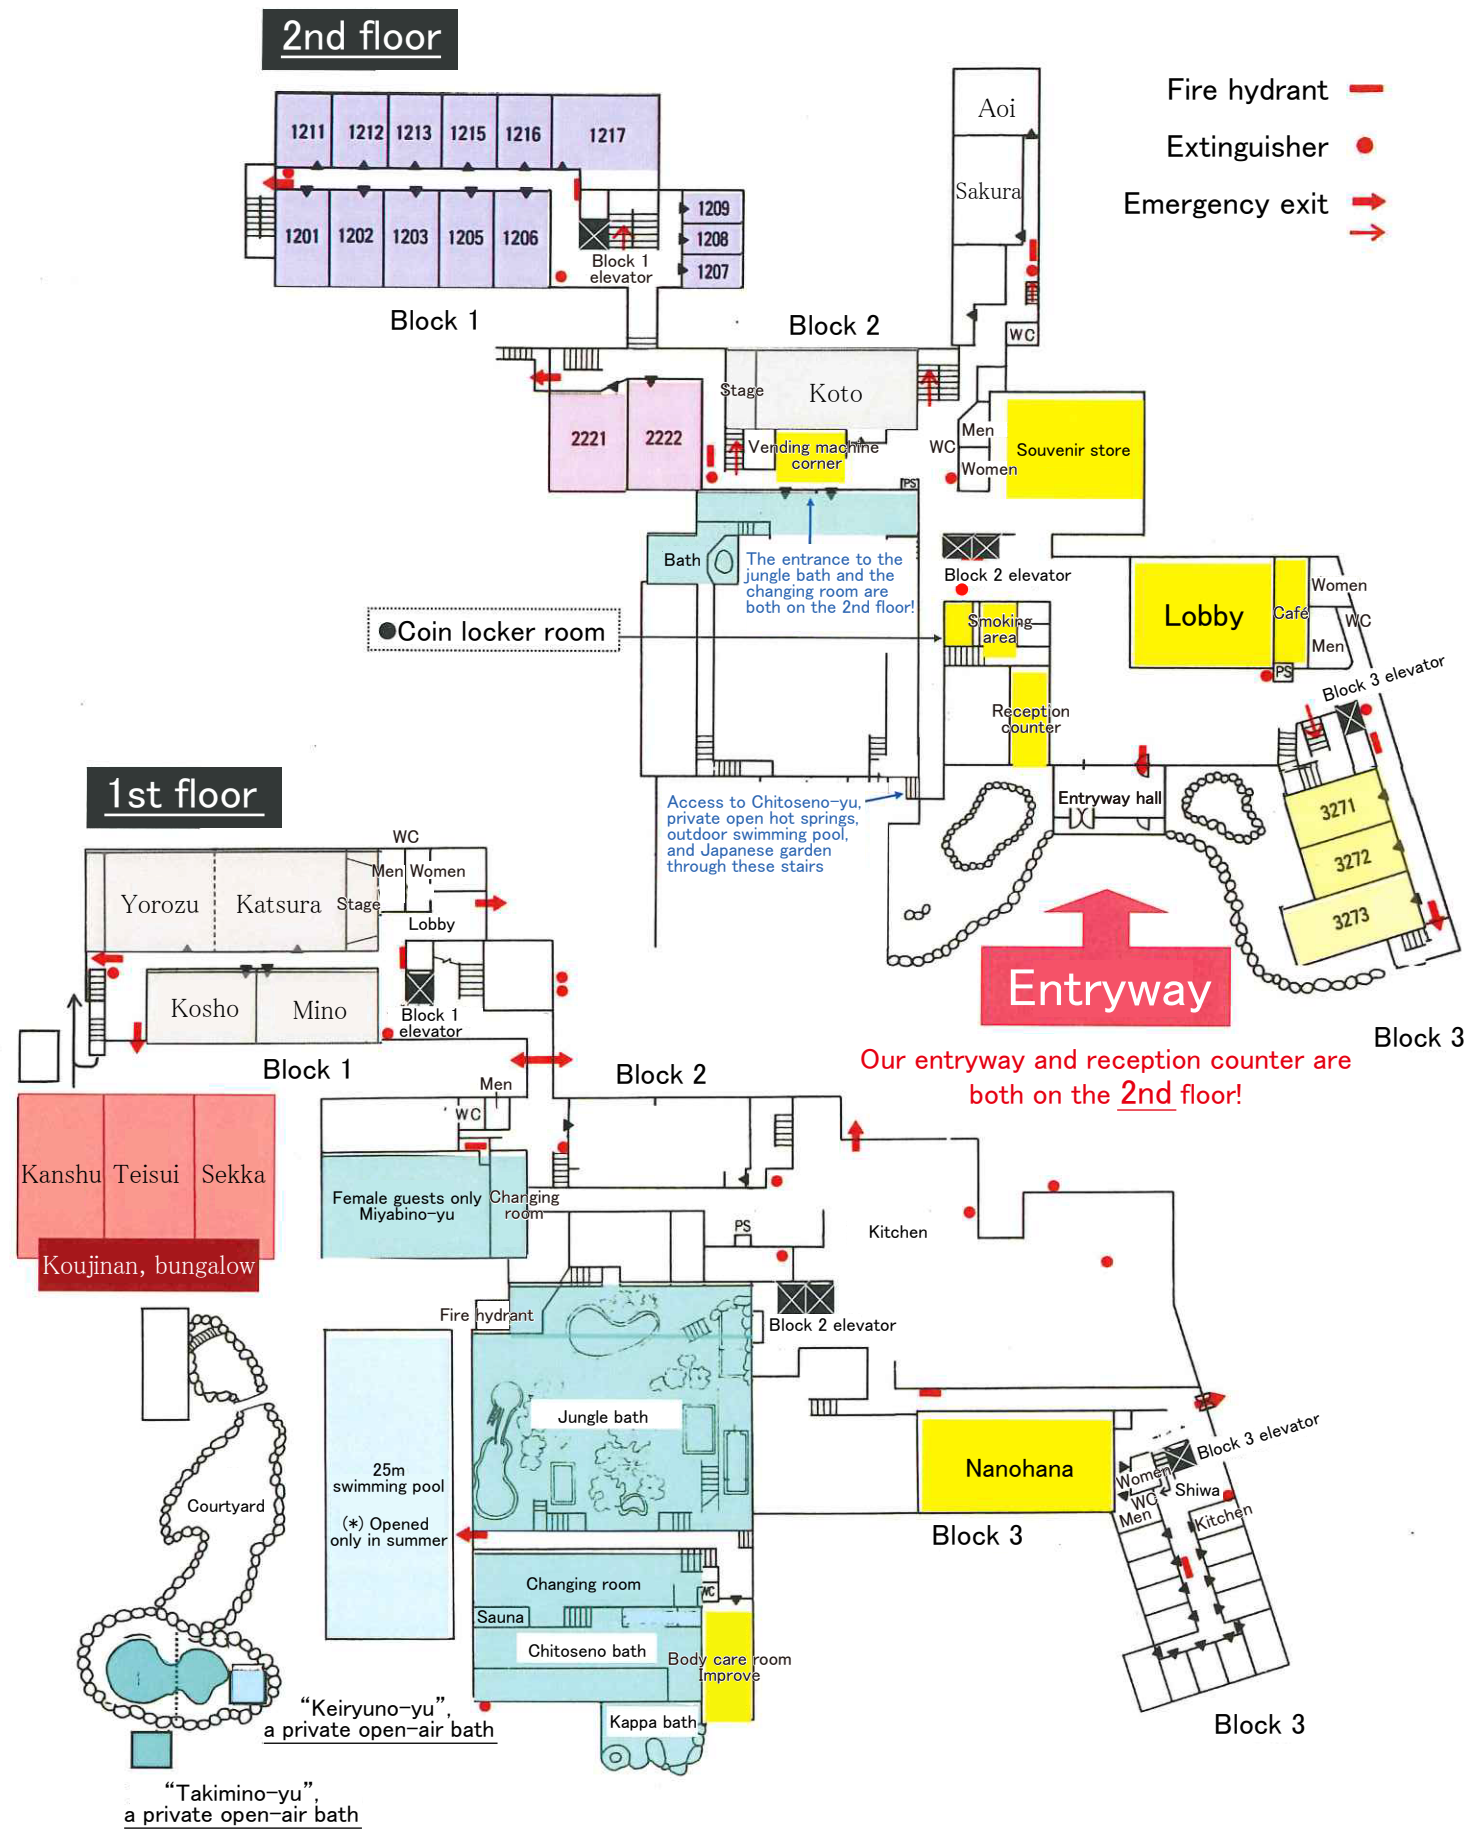 2nd floor
Fire hydrant
Extinguisher
Emergency exit
1211
1212
1213
1215
1216
1217
1201
1202
1203
1205
1206
1209
1208
1207
Block 1
elevator
Block 1
Block 2
Aoi
Sakura
WC
2221
2222
Stage
Koto
Vending machine
corner
WC
Men
Women
Souvenir store
PS
Bath
The entrance to the
jungle bath and the
changing room are
both on the 2nd floor!
Block 2 elevator
●Coin locker room
Smoking
area
Lobby
Café
Women
WC
Men
PS
Block 3 elevator
Reception
counter
Entryway hall
Access to Chitoseno-yu,
private open hot springs,
outdoor swimming pool,
and Japanese garden
through these stairs
3271
3272
3273
Entryway
Block 3
Our entryway and reception counter are
both on the 2nd floor!
1st floor
WC
Men
Women
Yorozu
Katsura
Stage
Lobby
Kosho
Mino
Block 1
elevator
Block 1
Block 2
Men
WC
Kanshu
Teisui
Sekka
Koujinan, bungalow
Female guests only
Miyabino-yu
Changing
room
PS
Kitchen
Fire hydrant
Block 2 elevator
Jungle bath
25m
swimming pool
(*) Opened
only in summer
Courtyard
Nanohana
Block 3
Block 3 elevator
Women
WC
Men
Shiwa
Kitchen
Changing room
WC
Sauna
Chitoseno bath
Body care room
Improve
Kappa bath
Block 3
“Keiryuno-yu”,
a private open-air bath
“Takimino-yu”,
a private open-air bath